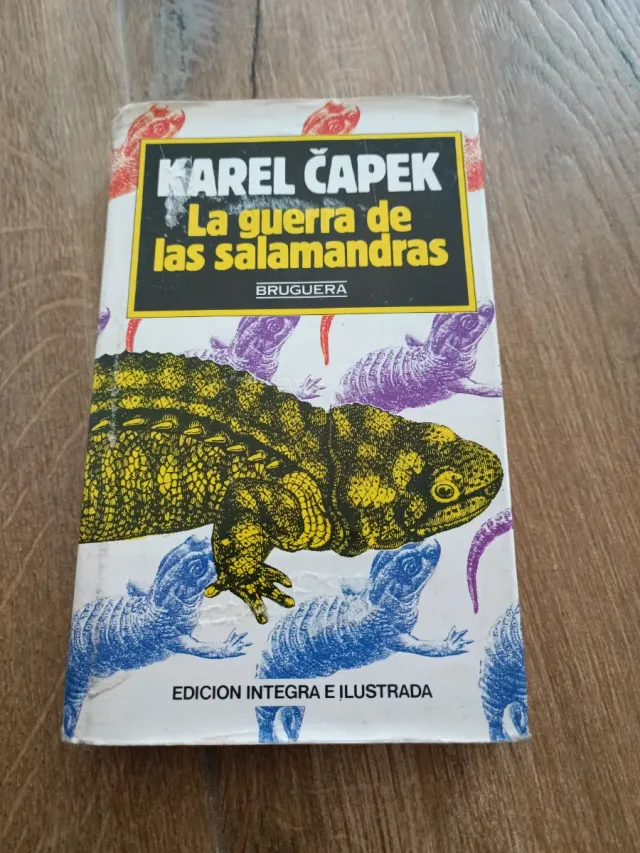 KAREL ČAPEK
La guerra de
las salamandras
BRUGUERA
EDICION INTEGRA E ILUSTRADA